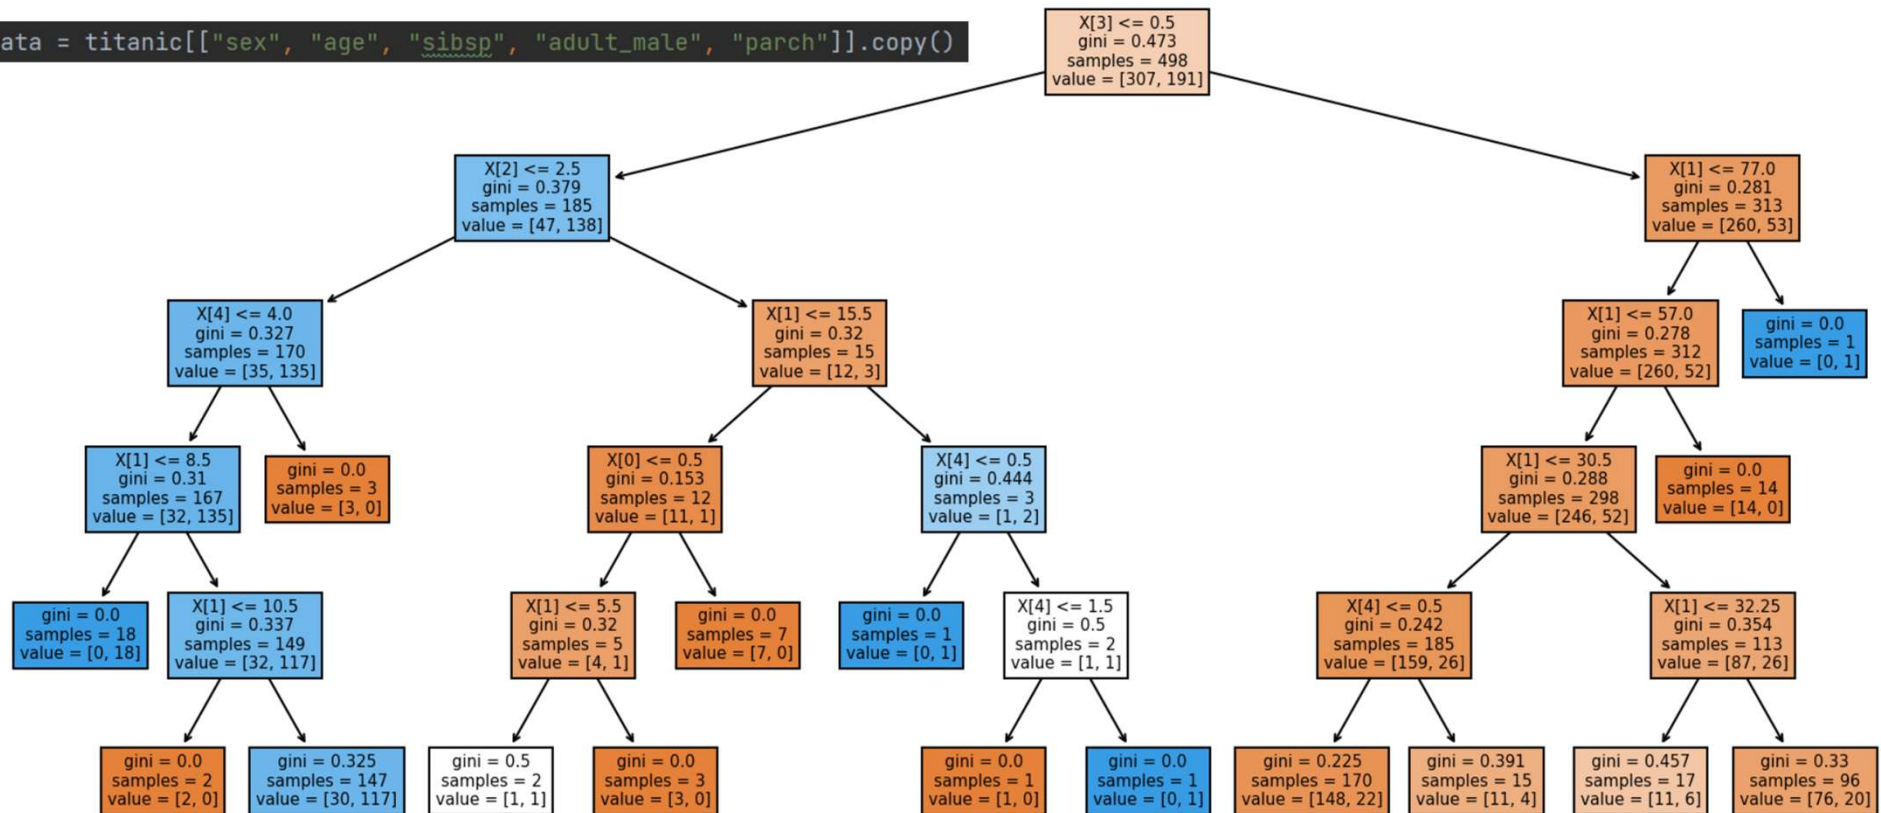 ata = titanic[["sex", "age", "sibsp", "adult_male", "parch"]].copy()
X[3] <= 0.5
gini = 0.473
samples = 498
value = [307, 191]
X[2] <= 2.5
gini = 0.379
samples = 185
value = [47, 138]
X[1] <= 77.0
gini = 0.281
samples = 313
value = [260, 53]
X[4] <= 4.0
gini = 0.327
samples = 170
value = [35, 135]
X[1] <= 15.5
gini = 0.32
samples = 15
value = [12, 3]
X[1] <= 57.0
gini = 0.278
samples = 312
value = [260, 52]
gini = 0.0
samples = 1
value = [0, 1]
X[1] <= 8.5
gini = 0.31
samples = 167
value = [32, 135]
gini = 0.0
samples = 3
value = [3, 0]
X[0] <= 0.5
gini = 0.153
samples = 12
value = [11, 1]
X[4] <= 0.5
gini = 0.444
samples = 3
value = [1, 2]
X[1] <= 30.5
gini = 0.288
samples = 298
value = [246, 52]
gini = 0.0
samples = 14
value = [14, 0]
gini = 0.0
samples = 18
value = [0, 18]
X[1] <= 10.5
gini = 0.337
samples = 149
value = [32, 117]
X[1] <= 5.5
gini = 0.32
samples = 5
value = [4, 1]
gini = 0.0
samples = 7
value = [7, 0]
gini = 0.0
samples = 1
value = [0, 1]
X[4] <= 1.5
gini = 0.5
samples = 2
value = [1, 1]
X[4] <= 0.5
gini = 0.242
samples = 185
value = [159, 26]
X[1] <= 32.25
gini = 0.354
samples = 113
value = [87, 26]
gini = 0.0
samples = 2
value = [2, 0]
gini = 0.325
samples = 147
value = [30, 117]
gini = 0.5
samples = 2
value = [1, 1]
gini = 0.0
samples = 3
value = [3, 0]
gini = 0.0
samples = 1
value = [1, 0]
gini = 0.0
samples = 1
value = [0, 1]
gini = 0.225
samples = 170
value = [148, 22]
gini = 0.391
samples = 15
value = [11, 4]
gini = 0.457
samples = 17
value = [11, 6]
gini = 0.33
samples = 96
value = [76, 20]